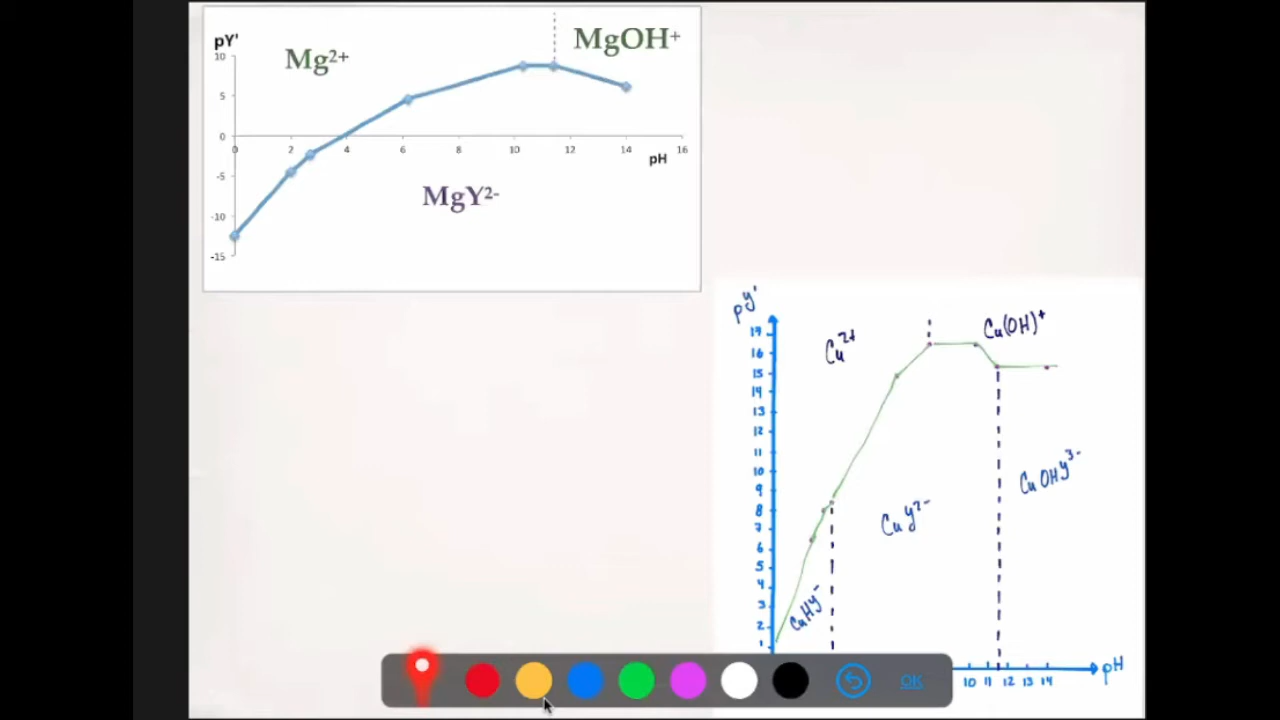 pY'
Mg²⁺
MgOH⁺
10
5
0
-5
-10
-15
0 2 4 6 8 10 12 14 16
pH
MgY²⁻
py'
Cu²⁺
Cu(OH)⁺
17
16
15
14
13
12
11
10
9
8
7
6
5
4
3
2
1
CuOHy³⁻
Cuy²⁻
CuHy⁻
10 11 12 13 14
pH
OK